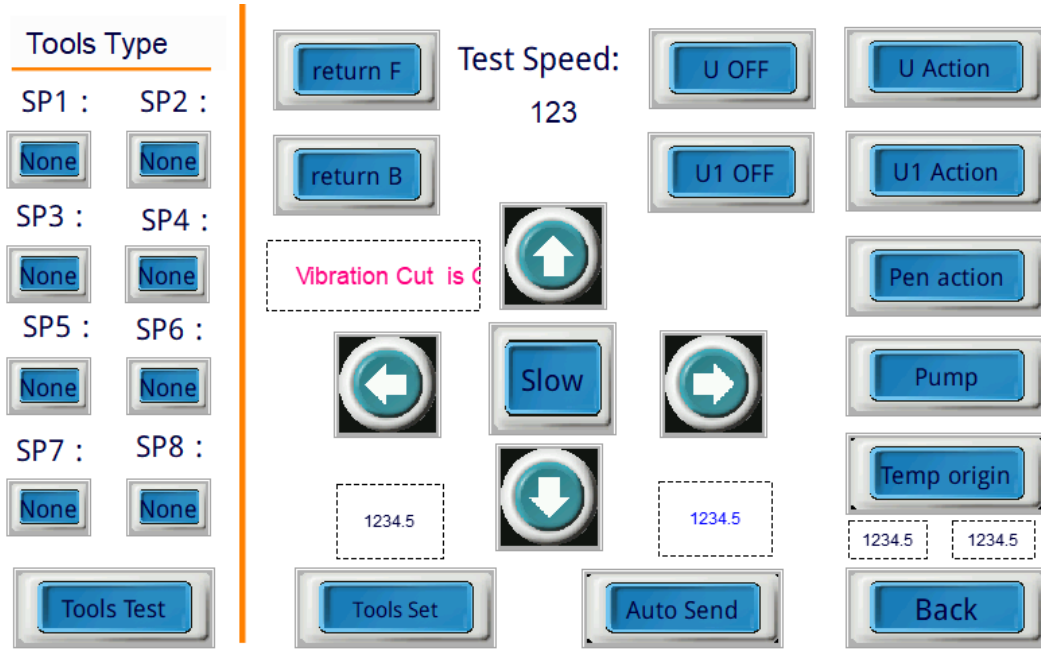 Tools Type
SP1 : SP2 :
None None
SP3 : SP4 :
None None
SP5 : SP6 :
None None
SP7 : SP8 :
None None
Tools Test
return F
Test Speed:
123
U OFF
U Action
return B
U1 OFF
U1 Action
Vibration Cut is
Pen action
Slow
Pump
Temp origin
1234.5
1234.5
1234.5 1234.5
Tools Set
Auto Send
Back